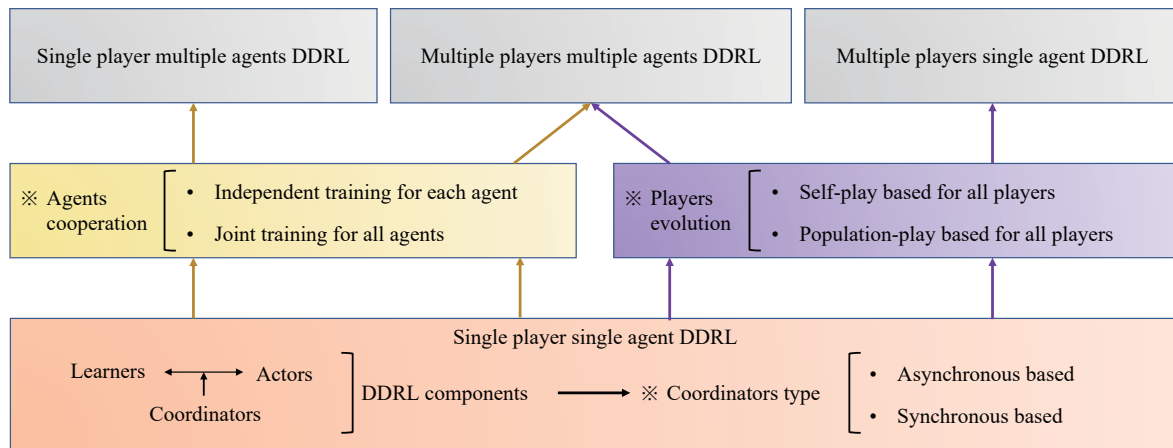 Single player multiple agents DDRL
Multiple players multiple agents DDRL
Multiple players single agent DDRL
※ Agents
cooperation
• Independent training for each agent
• Joint training for all agents
※ Players
evolution
• Self-play based for all players
• Population-play based for all players
Single player single agent DDRL
Learners
Actors
Coordinators
DDRL components
※ Coordinators type
• Asynchronous based
• Synchronous based